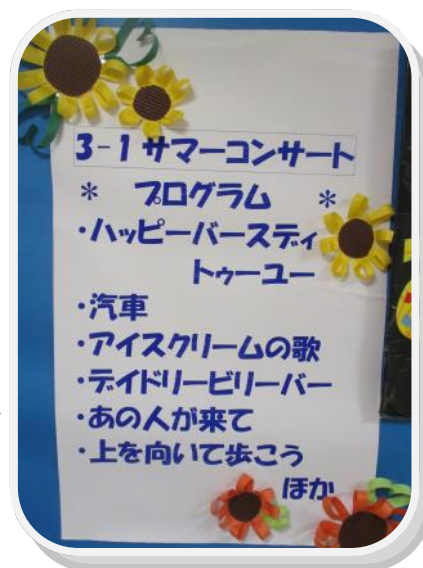 3-1サマーコンサート
* プログラム *
・ハッピーバースディ
トゥーユー
・汽車
・アイスクリームの歌
・デイドリービリーバー
・あの人が来て
・上を向いて歩こう
ほか